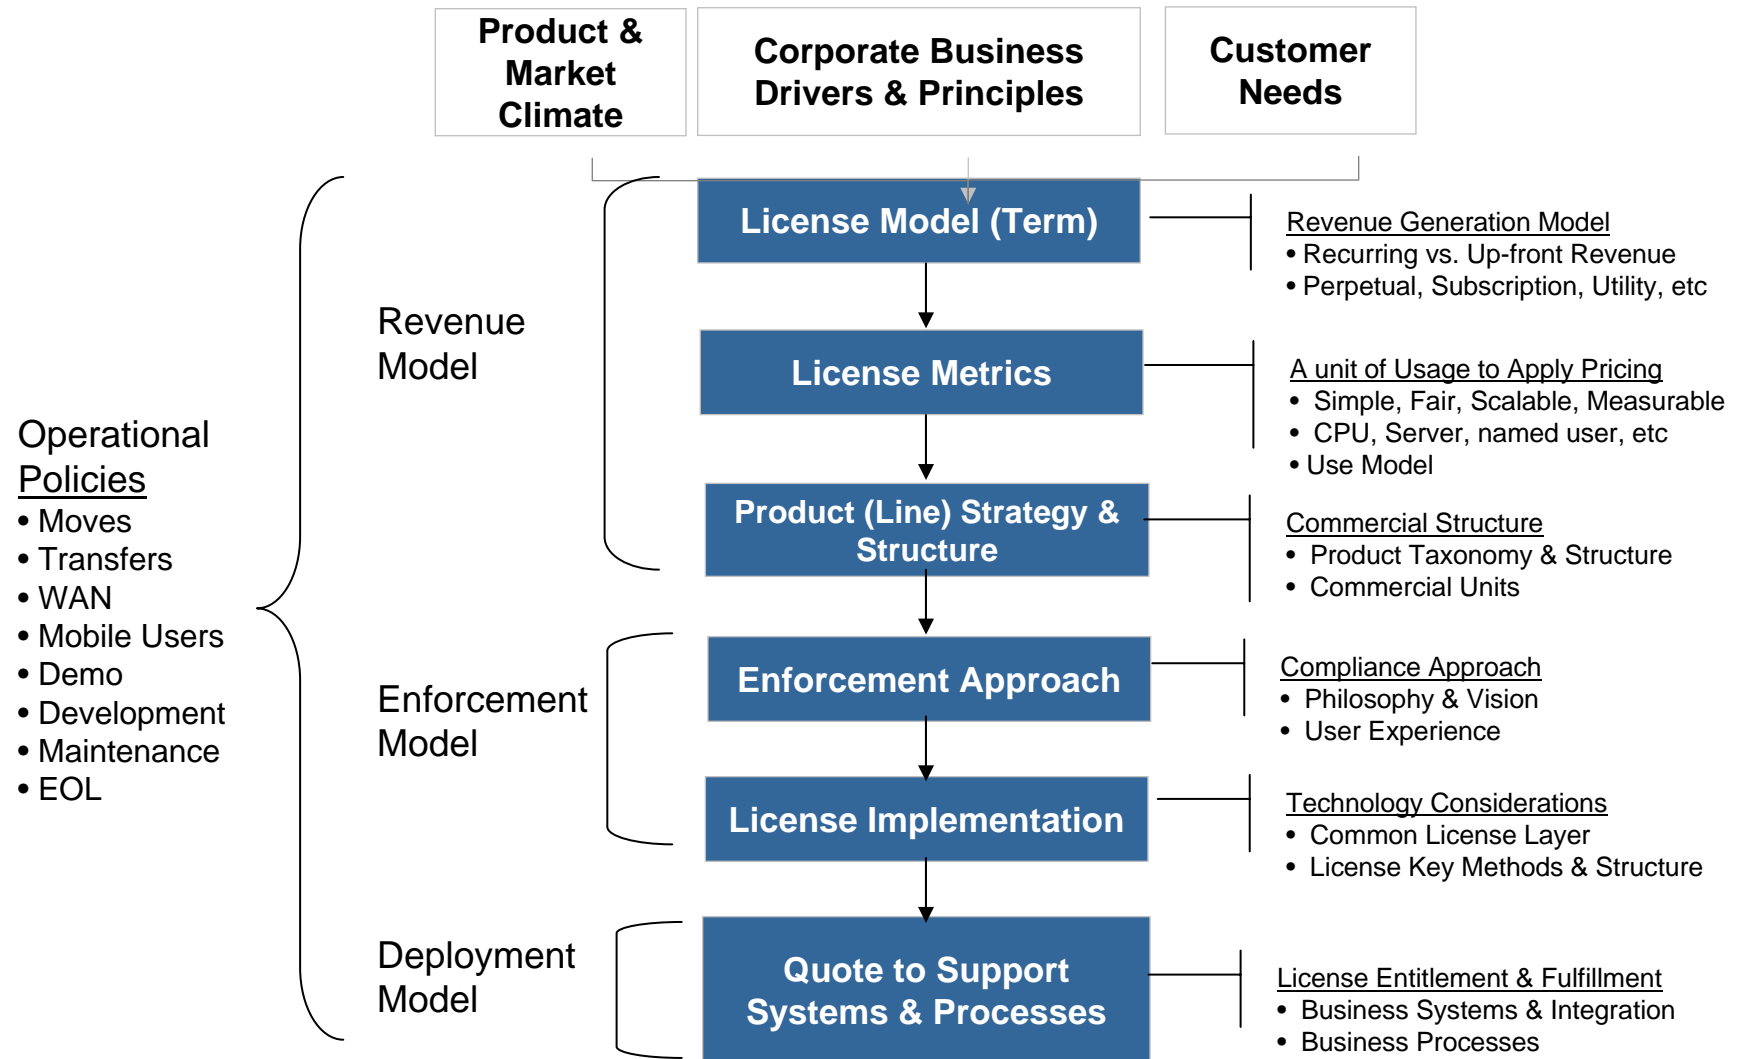 Product &
Market
Climate
Corporate Business
Drivers & Principles
Customer
Needs
License Model (Term)
Revenue Generation Model
• Recurring vs. Up-front Revenue
• Perpetual, Subscription, Utility, etc
Revenue
Model
License Metrics
A unit of Usage to Apply Pricing
• Simple, Fair, Scalable, Measurable
• CPU, Server, named user, etc
• Use Model
Operational
Policies
• Moves
• Transfers
• WAN
• Mobile Users
• Demo
• Development
• Maintenance
• EOL
Product (Line) Strategy &
Structure
Commercial Structure
• Product Taxonomy & Structure
• Commercial Units
Enforcement
Model
Enforcement Approach
Compliance Approach
• Philosophy & Vision
• User Experience
License Implementation
Technology Considerations
• Common License Layer
• License Key Methods & Structure
Deployment
Model
Quote to Support
Systems & Processes
License Entitlement & Fulfillment
• Business Systems & Integration
• Business Processes